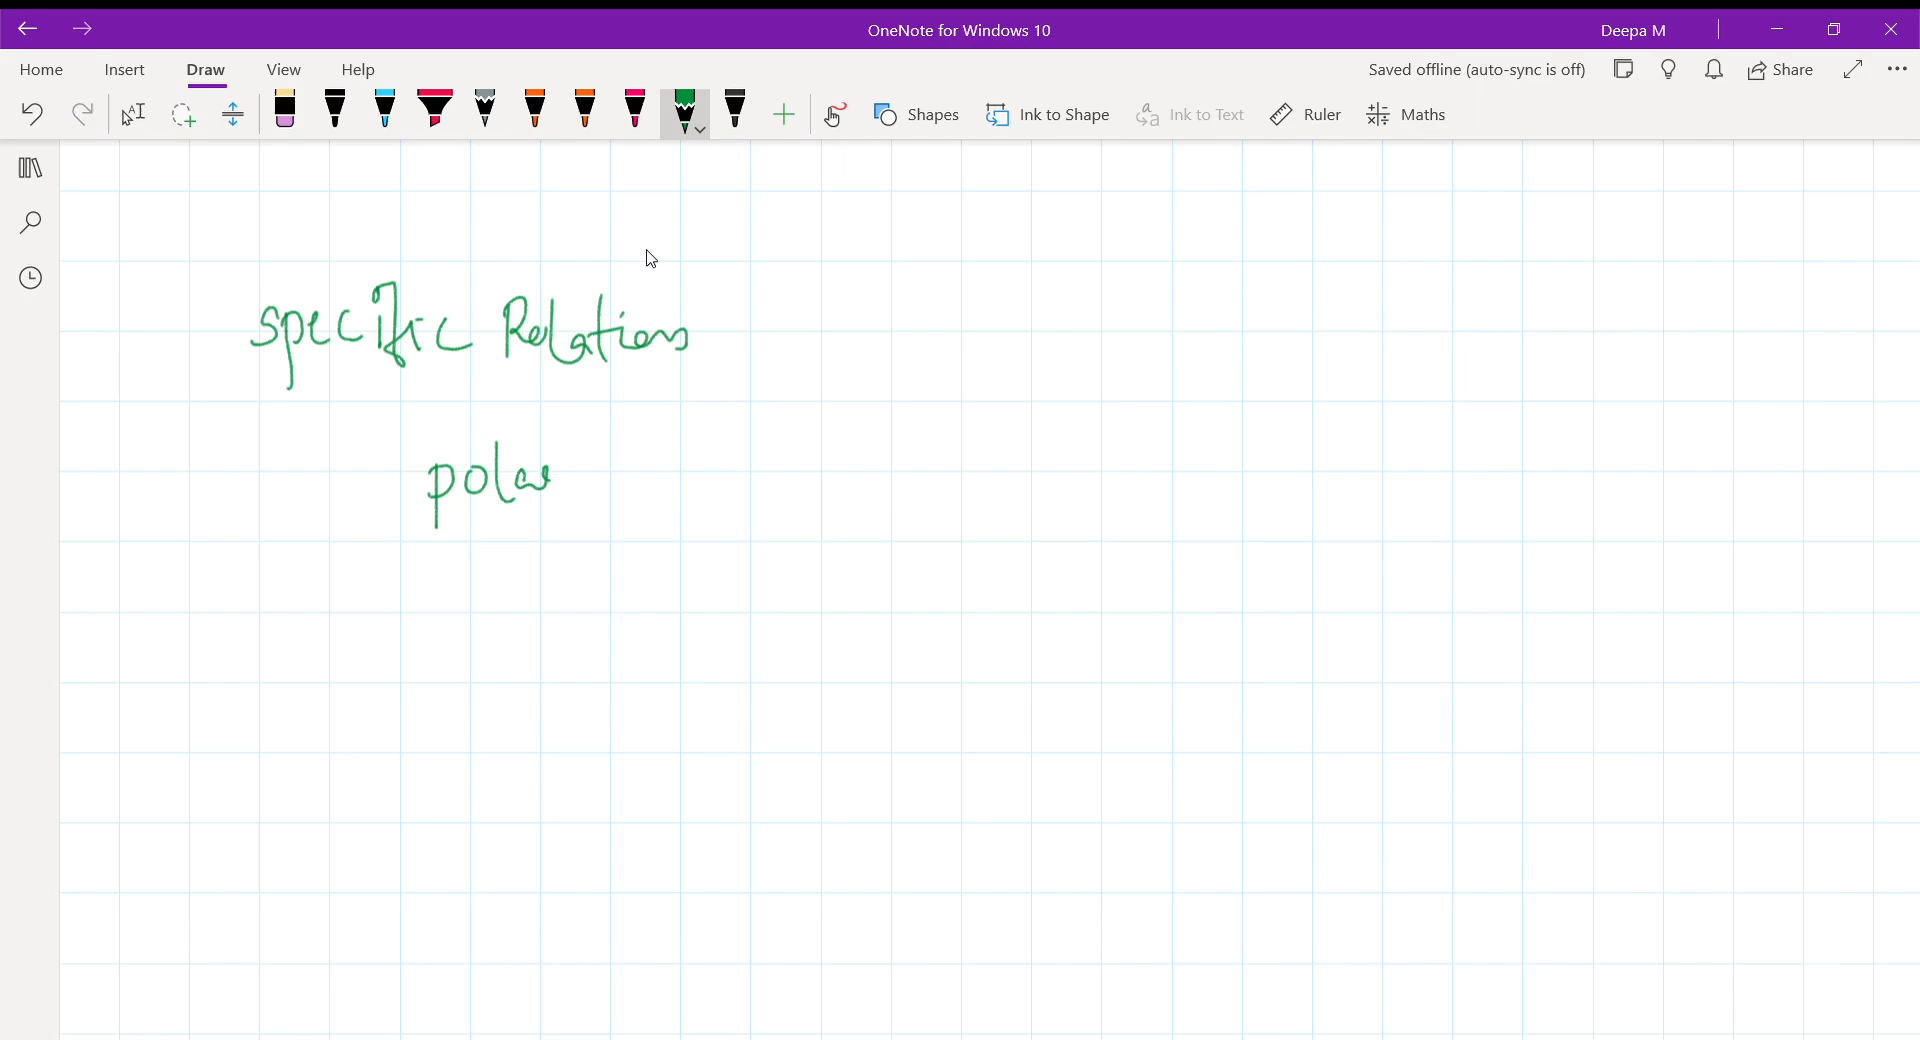 OneNote for Windows 10
Deepa M
Home Insert Draw View Help
Saved offline (auto-sync is off) Share
Shapes Ink to Shape Ink to Text Ruler Maths
specific Relations
polar